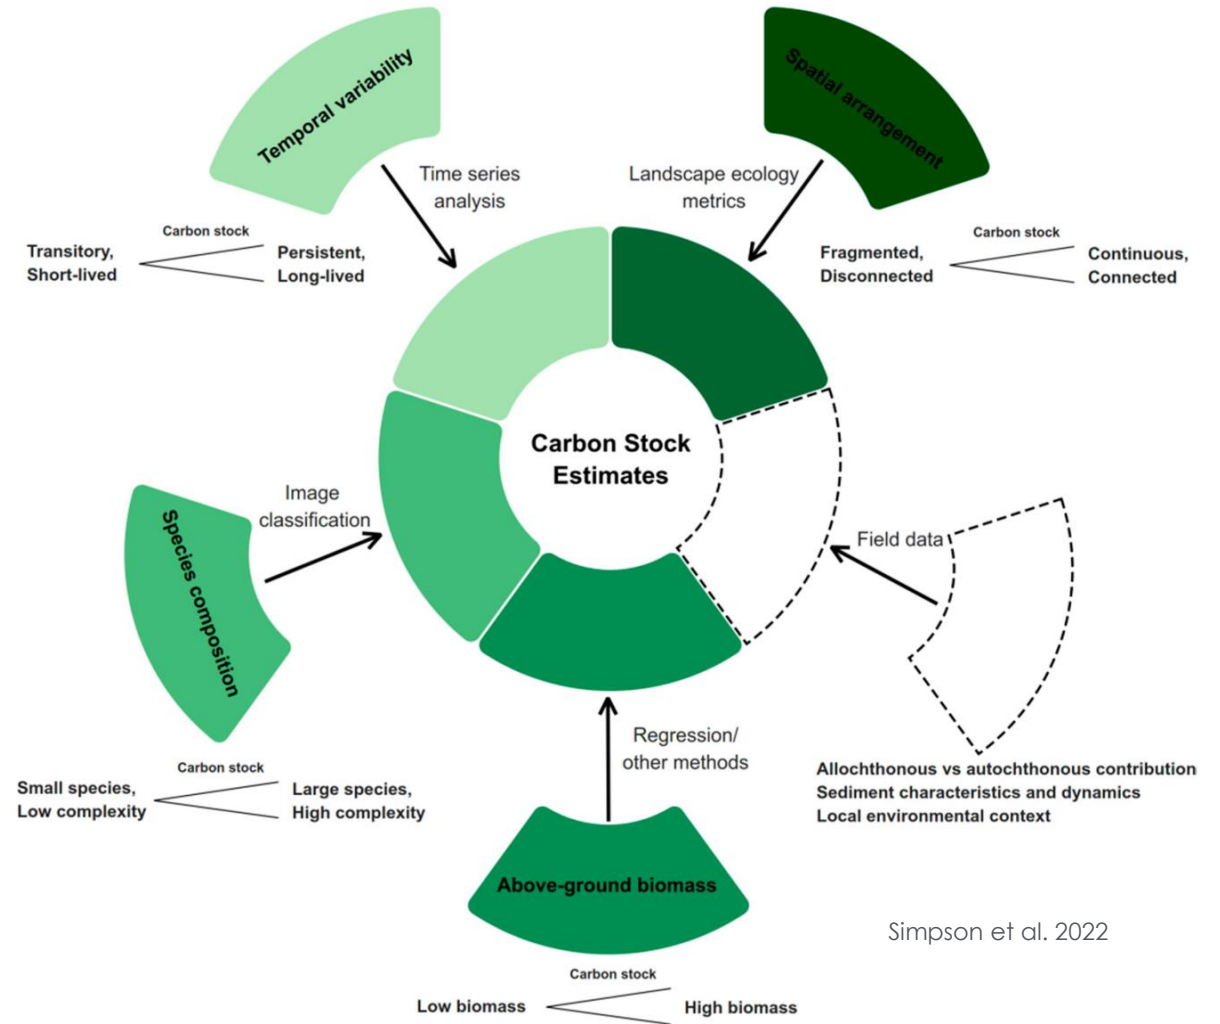 Temporal variability
Spatial arrangement
Time series
analysis
Landscape ecology
metrics
Carbon stock
Transitory,
Short-lived
Persistent,
Long-lived
Carbon stock
Fragmented,
Disconnected
Continuous,
Connected
Carbon Stock
Estimates
Species composition
Image
classification
Field data
Carbon stock
Small species,
Low complexity
Large species,
High complexity
Regression/
other methods
Allochthonous vs autochthonous contribution
Sediment characteristics and dynamics
Local environmental context
Above-ground biomass
Simpson et al. 2022
Carbon stock
Low biomass
High biomass